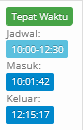 Tepat Waktu
Jadwal:
10:00-12:30
Masuk:
10:01:42
Keluar:
12:15:17